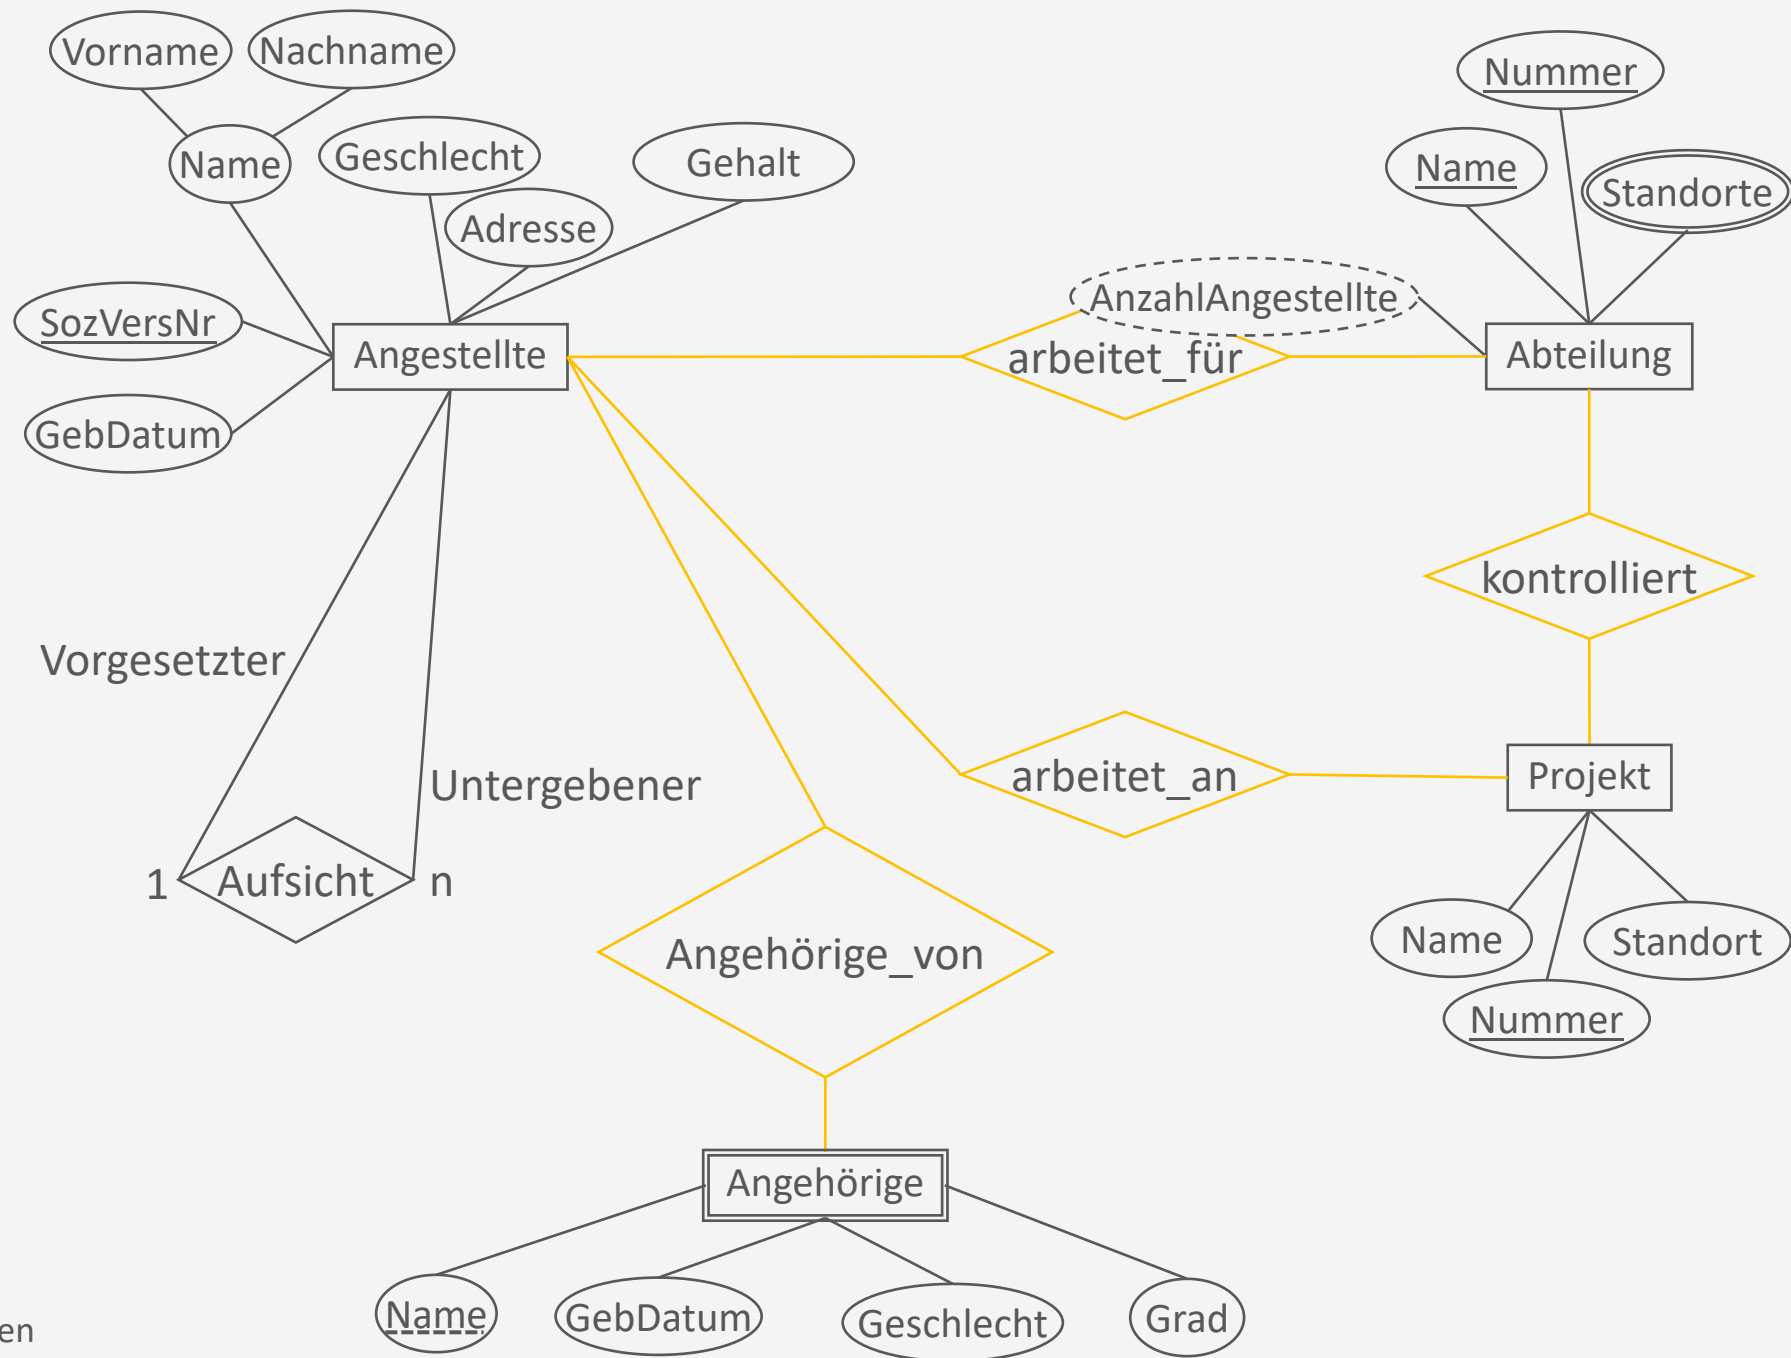 Vorname
Nachname
Name
Geschlecht
Gehalt
Adresse
SozVersNr
Angestellte
GebDatum
Nummer
Name
Standorte
AnzahlAngestellte
arbeitet_für
Abteilung
kontrolliert
Vorgesetzter
Untergebener
1
Aufsicht
n
arbeitet_an
Projekt
Name
Standort
Nummer
Angehörige_von
Angehörige
Name
GebDatum
Geschlecht
Grad
en